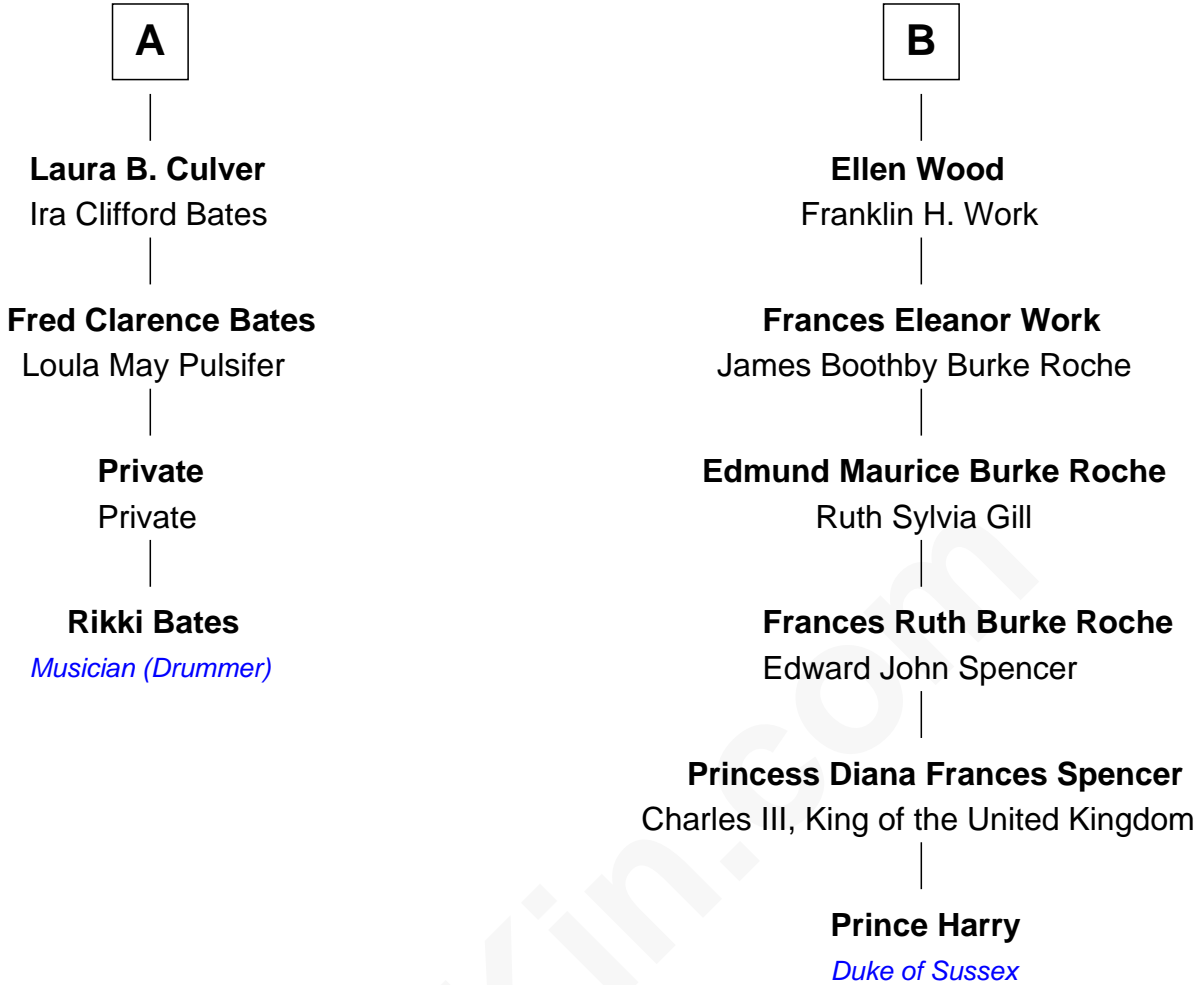 A
Laura B. Culver
Ira Clifford Bates
Fred Clarence Bates
Loula May Pulsifer
Private
Private
Rikki Bates
Musician (Drummer)
B
Ellen Wood
Franklin H. Work
Frances Eleanor Work
James Boothby Burke Roche
Edmund Maurice Burke Roche
Ruth Sylvia Gill
Frances Ruth Burke Roche
Edward John Spencer
Princess Diana Frances Spencer
Charles III, King of the United Kingdom
Prince Harry
Duke of Sussex